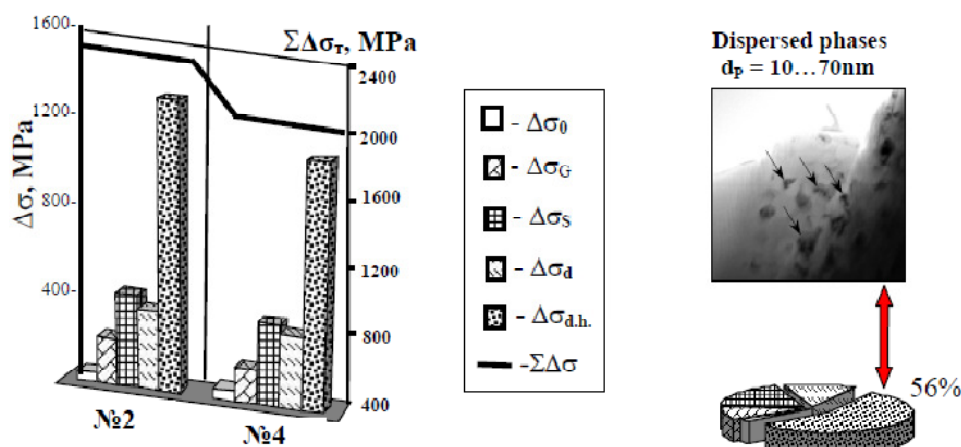 1600-
1200-
800-
400-
Δσ, MPa
ΣΔσт, MPa
2400
2000
1600
1200
800
400
№2
№4
- Δσ0
- ΔσG
- ΔσS
- Δσd
- Δσd.h.
-ΣΔσ
Dispersed phases
dP = 10...70nm
56%